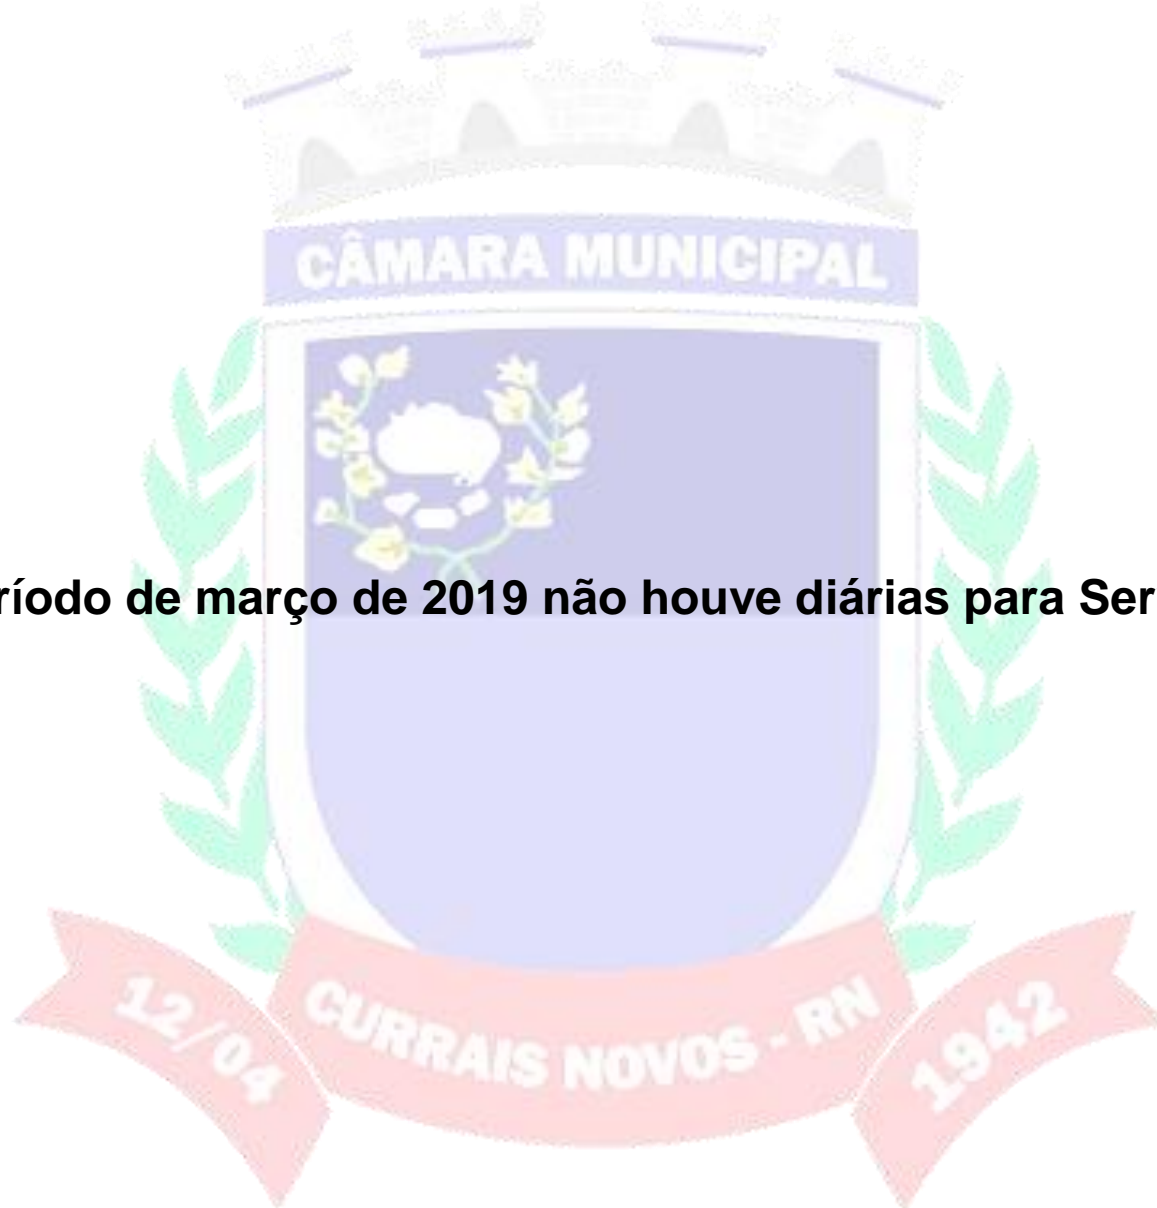 CÂMARA MUNICIPAL
ríodo de março de 2019 não houve diárias para Ser
12/04
CURRAIS NOVOS - RN
1942